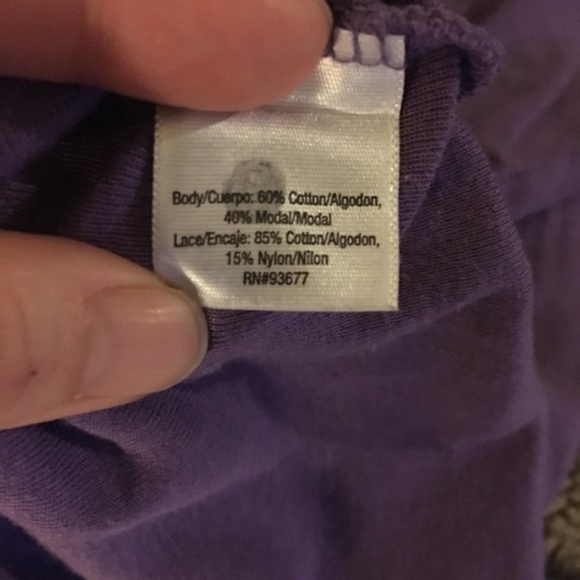 Body/Cuerpo: 60% Cotton/Algodon,
40% Modal/Modal
Lace/Encaje: 85% Cotton/Algodon,
15% Nylon/Nilon
RN#93677